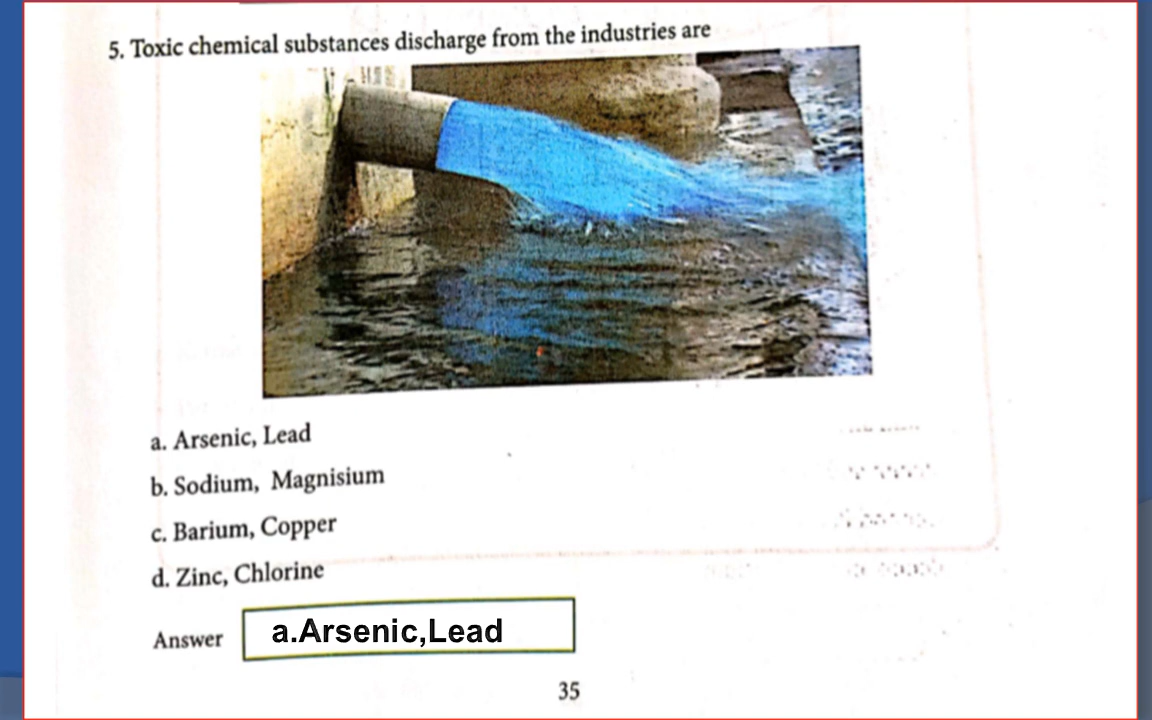 5. Toxic chemical substances discharge from the industries are
a. Arsenic, Lead
b. Sodium, Magnisium
c. Barium, Copper
d. Zinc, Chlorine
Answer
a.Arsenic,Lead
35